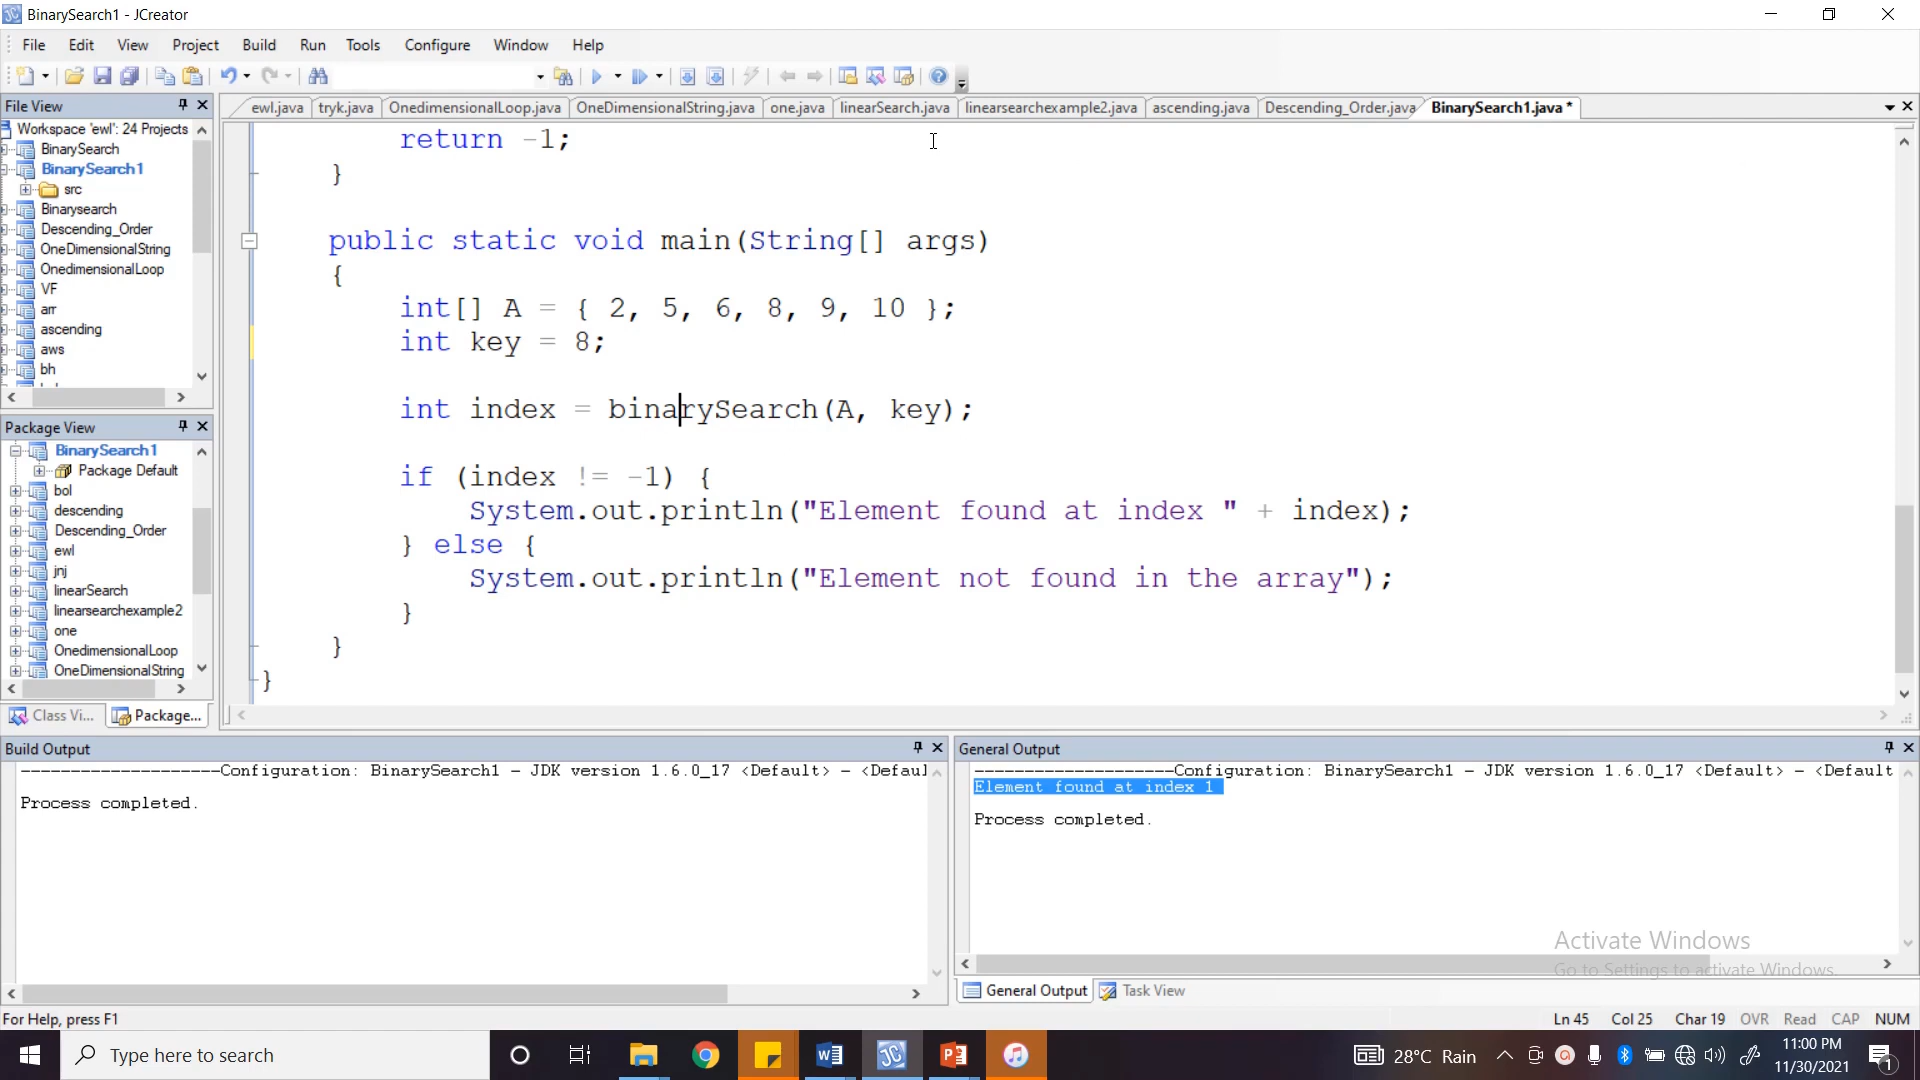 BinarySearch1 - JCreator
File Edit View Project Build Run Tools Configure Window Help
File View
Workspace 'ewl': 24 Projects
BinarySearch
BinarySearch1
src
Binarysearch
Descending_Order
OneDimensionalString
OnedimensionalLoop
VF
arr
ascending
aws
bh
Package View
BinarySearch1
Package Default
bol
descending
Descending_Order
ewl
jnj
linearSearch
linearsearchexample2
one
OnedimensionalLoop
OneDimensionalString
Class Vi... Package...
ewl.java tryk.java OnedimensionalLoop.java OneDimensionalString.java one.java linearSearch.java linearsearchexample2.java ascending.java Descending_Order.java BinarySearch1.java *
return -1;
}
public static void main(String[] args)
{
int[] A = { 2, 5, 6, 8, 9, 10 };
int key = 8;
int index = binarySearch(A, key);
if (index != -1) {
System.out.println("Element found at index " + index);
} else {
System.out.println("Element not found in the array");
}
}
}
Build Output
--------------------Configuration: BinarySearch1 - JDK version 1.6.0_17 <Default> - <Defaul
Process completed.
General Output
--------------------Configuration: BinarySearch1 - JDK version 1.6.0_17 <Default> - <Default
Element found at index 1
Process completed.
Activate Windows
Go to Settings to activate Windows.
General Output Task View
For Help, press F1
Ln 45 Col 25 Char 19 OVR Read CAP NUM
Type here to search
28°C Rain
11:00 PM
11/30/2021
1